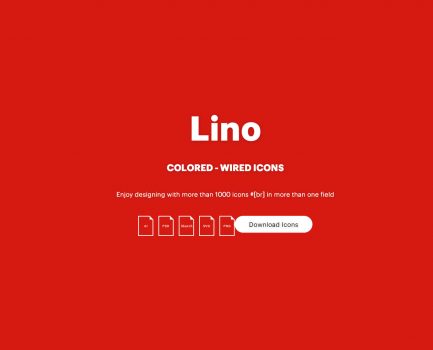 Lino
COLORED - WIRED ICONS
Enjoy designing with more than 1000 icons #[br] in more than one field
AI PSD Sketch SVG PNG Download Icons